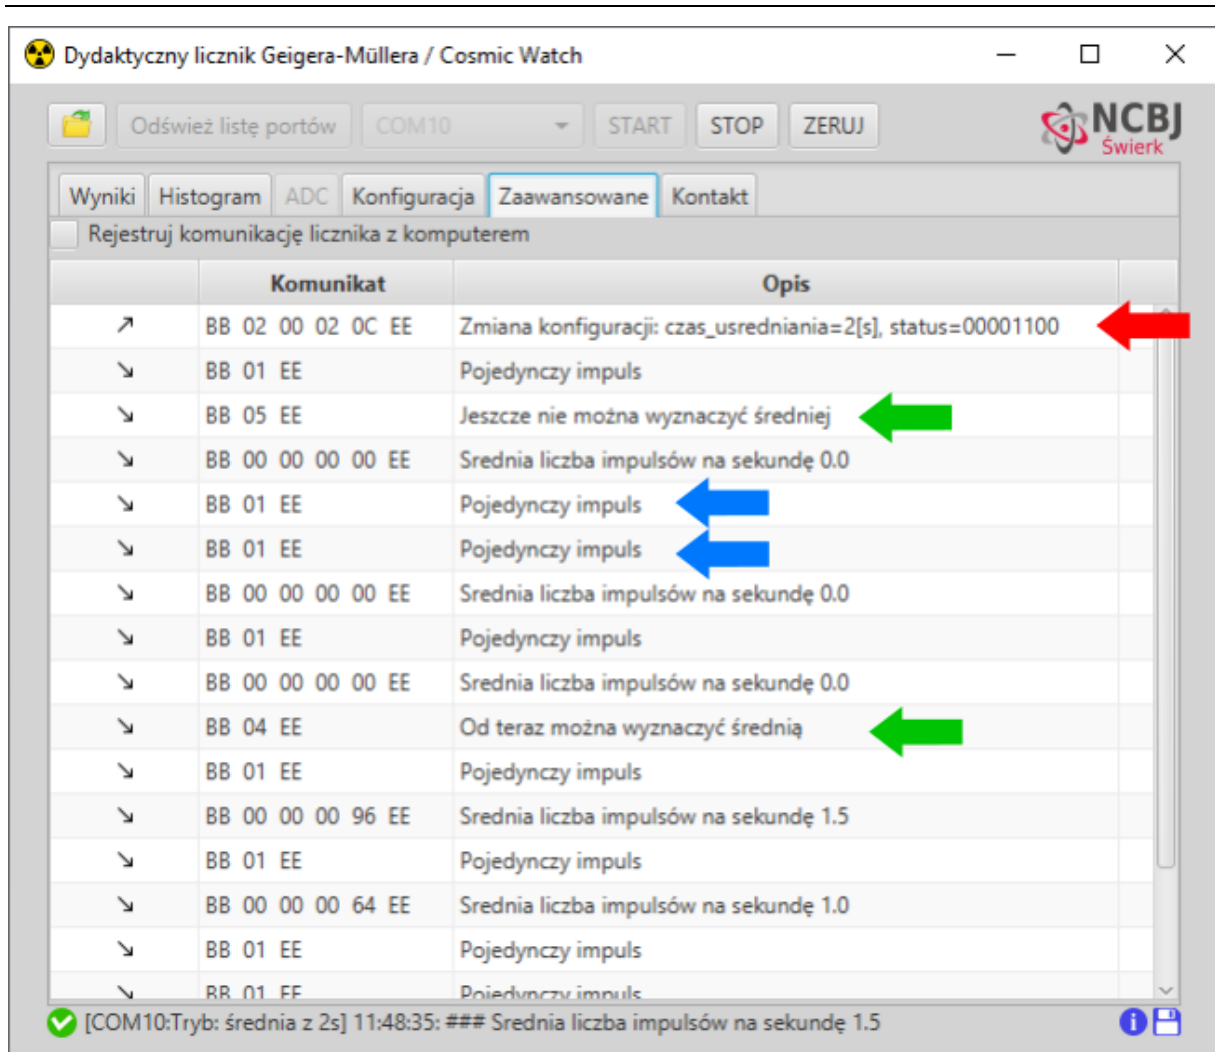 Dydaktyczny licznik Geigera-Müllera / Cosmic Watch
Odśwież listę portów COM10 START STOP ZERUJ
NCBJ
Świerk
Wyniki Histogram ADC Konfiguracja Zaawansowane Kontakt
Rejestruj komunikację licznika z komputerem
Komunikat Opis
BB 02 00 02 0C EE Zmiana konfiguracji: czas_usredniania=2[s], status=00001100
BB 01 EE Pojedynczy impuls
BB 05 EE Jeszcze nie można wyznaczyć średniej
BB 00 00 00 00 EE Srednia liczba impulsów na sekundę 0.0
BB 01 EE Pojedynczy impuls
BB 01 EE Pojedynczy impuls
BB 00 00 00 00 EE Srednia liczba impulsów na sekundę 0.0
BB 01 EE Pojedynczy impuls
BB 00 00 00 00 EE Srednia liczba impulsów na sekundę 0.0
BB 04 EE Od teraz można wyznaczyć średnią
BB 01 EE Pojedynczy impuls
BB 00 00 00 96 EE Srednia liczba impulsów na sekundę 1.5
BB 01 EE Pojedynczy impuls
BB 00 00 00 64 EE Srednia liczba impulsów na sekundę 1.0
BB 01 EE Pojedynczy impuls
BB 01 EE Pojedynczy impuls
[COM10:Tryb: średnia z 2s] 11:48:35: ### Srednia liczba impulsów na sekundę 1.5